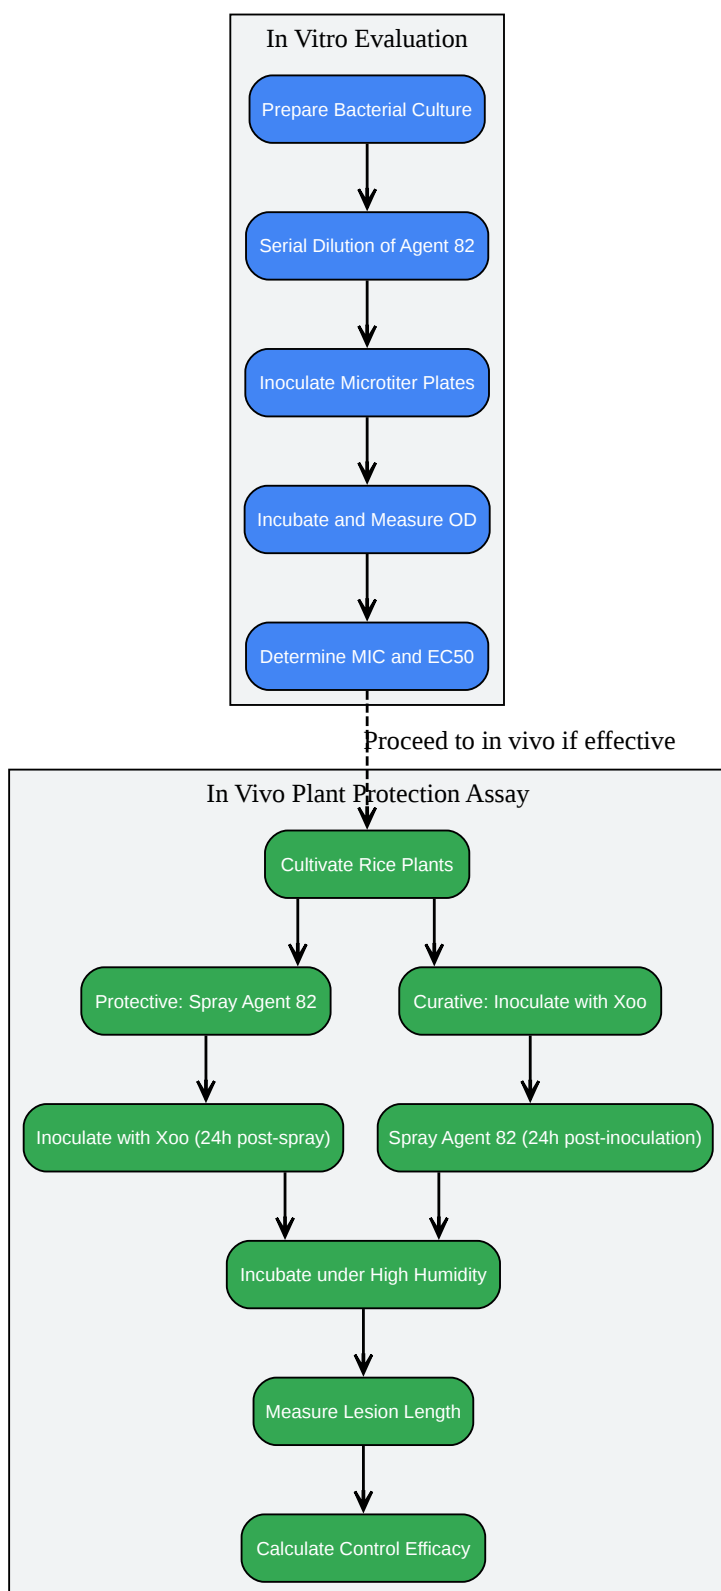 In Vitro Evaluation
Prepare Bacterial Culture
Serial Dilution of Agent 82
Inoculate Microtiter Plates
Incubate and Measure OD
Determine MIC and EC50
Proceed to in vivo if effective
In Vivo Plant Protection Assay
Cultivate Rice Plants
Protective: Spray Agent 82
Curative: Inoculate with Xoo
Inoculate with Xoo (24h post-spray)
Spray Agent 82 (24h post-inoculation)
Incubate under High Humidity
Measure Lesion Length
Calculate Control Efficacy